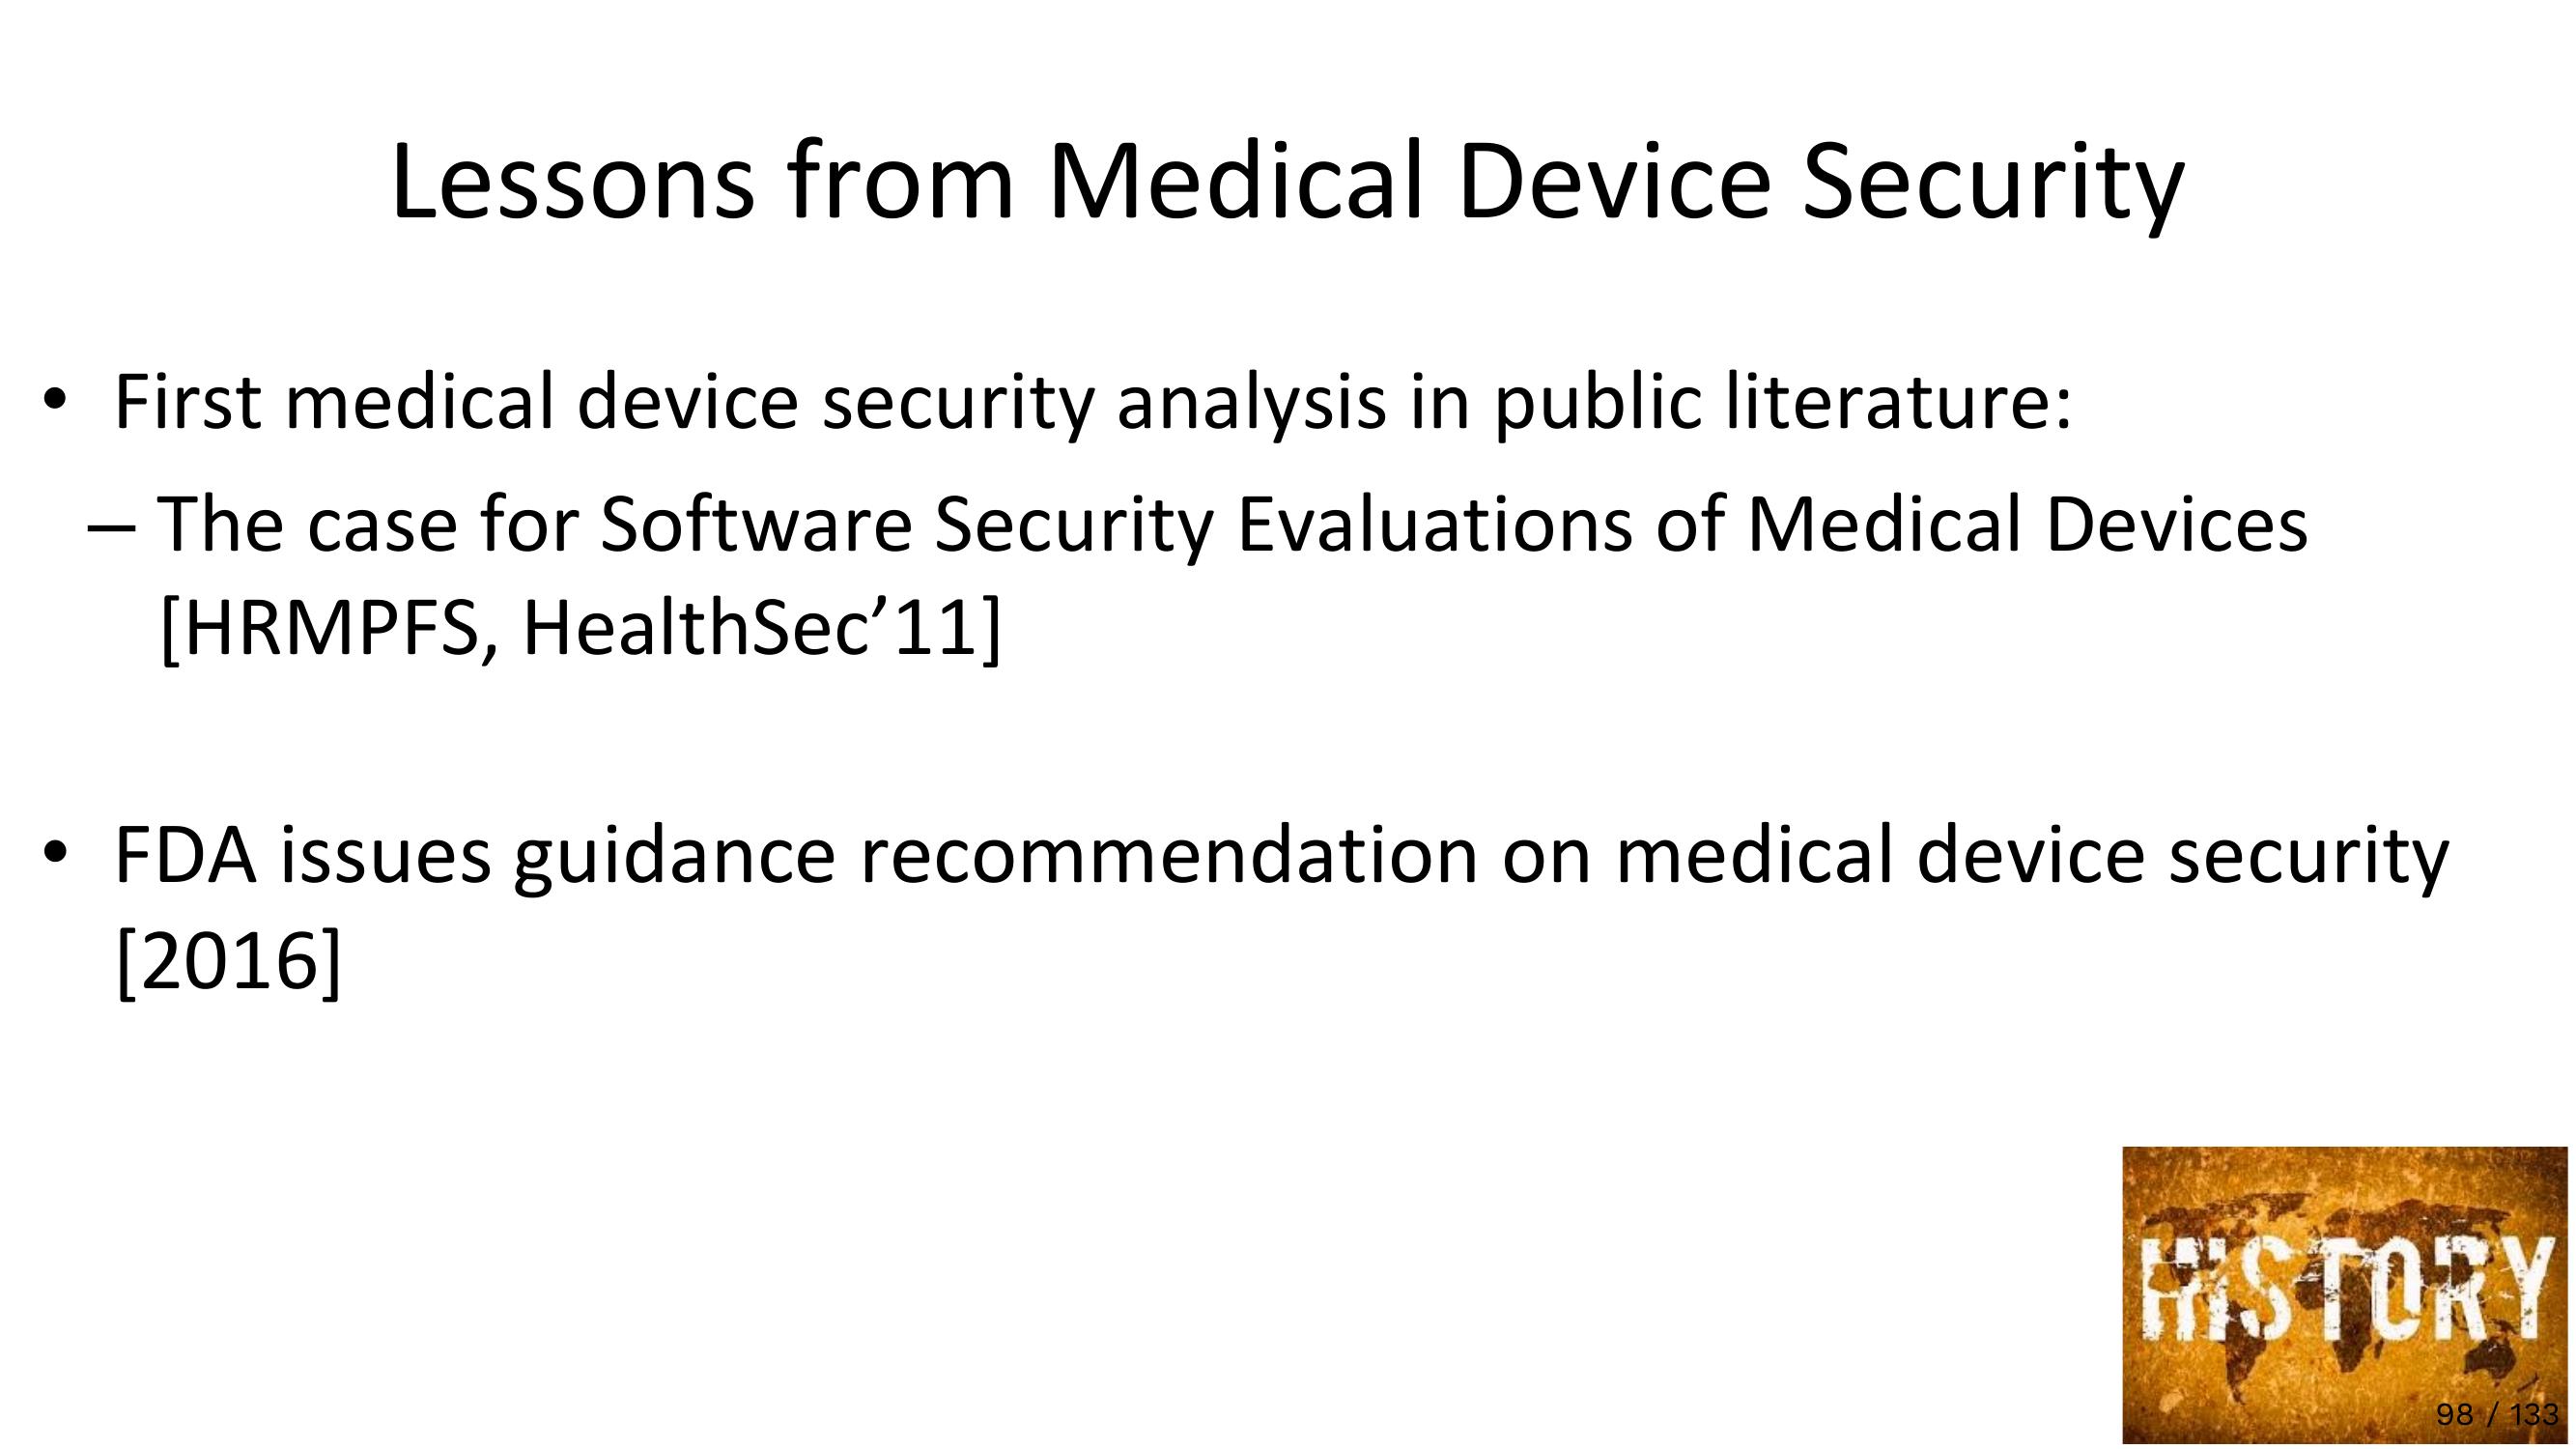 Lessons from Medical Device Security
• First medical device security analysis in public literature:
– The case for Software Security Evaluations of Medical Devices
[HRMPFS, HealthSec’11]
• FDA issues guidance recommendation on medical device security
[2016]
HISTORY
98 / 133